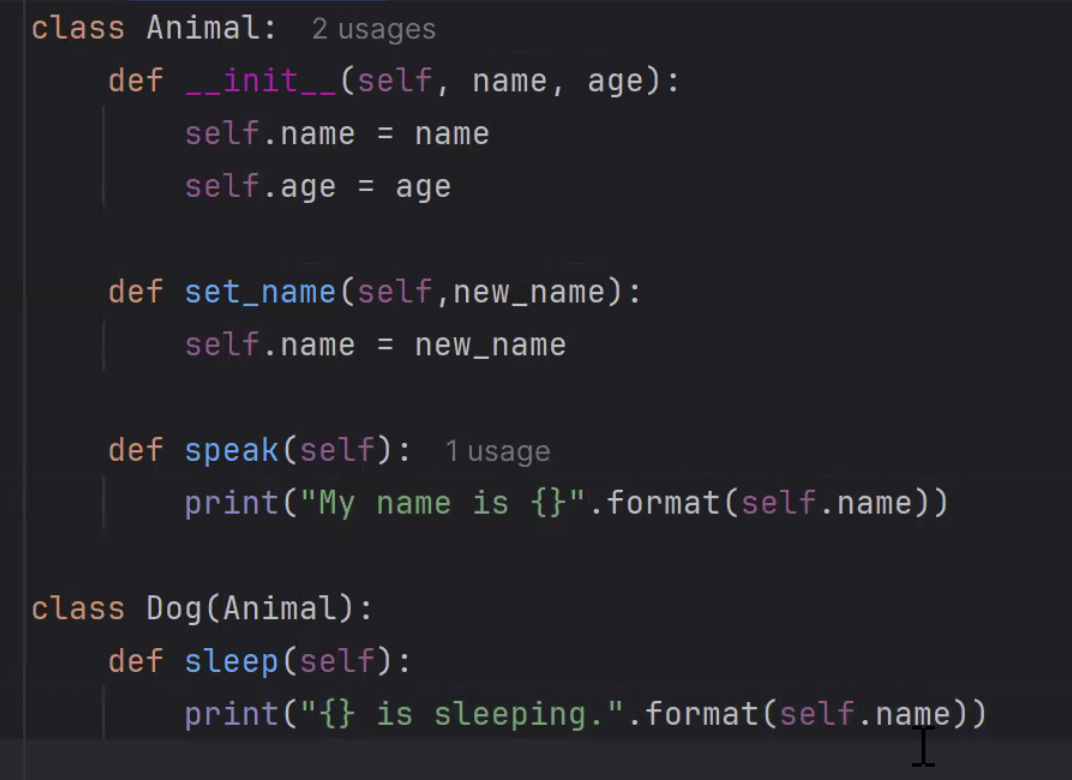 class Animal:  2 usages
    def __init__(self, name, age):
        self.name = name
        self.age = age
    def set_name(self,new_name):
        self.name = new_name
    def speak(self):  1 usage
        print("My name is {}".format(self.name))
class Dog(Animal):
    def sleep(self):
        print("{} is sleeping.".format(self.name))